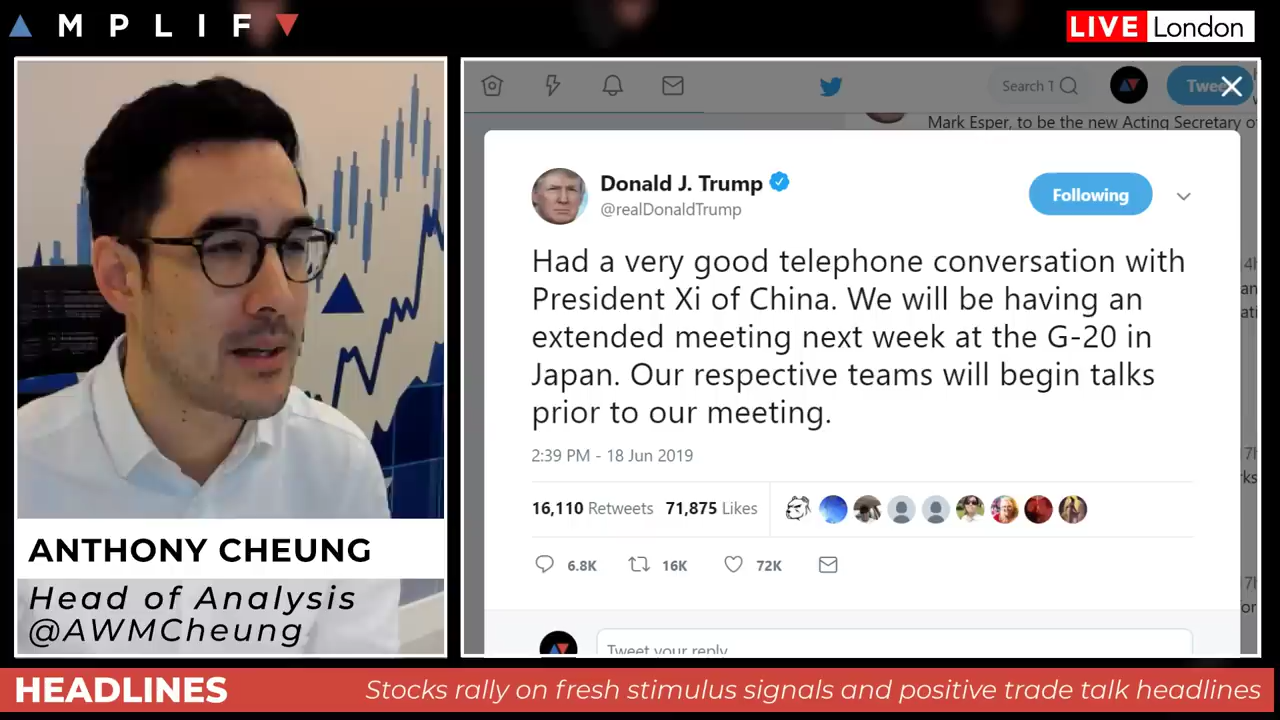 MPLIF
LIVE London
Search T
Twee
Mark Esper, to be the new Acting Secretary of
Donald J. Trump
@realDonaldTrump
Following
Had a very good telephone conversation with
President Xi of China. We will be having an
extended meeting next week at the G-20 in
Japan. Our respective teams will begin talks
prior to our meeting.
2:39 PM - 18 Jun 2019
16,110 Retweets 71,875 Likes
6.8K 16K 72K
Tweet your reply
ANTHONY CHEUNG
Head of Analysis
@AWMCheung
HEADLINES Stocks rally on fresh stimulus signals and positive trade talk headlines